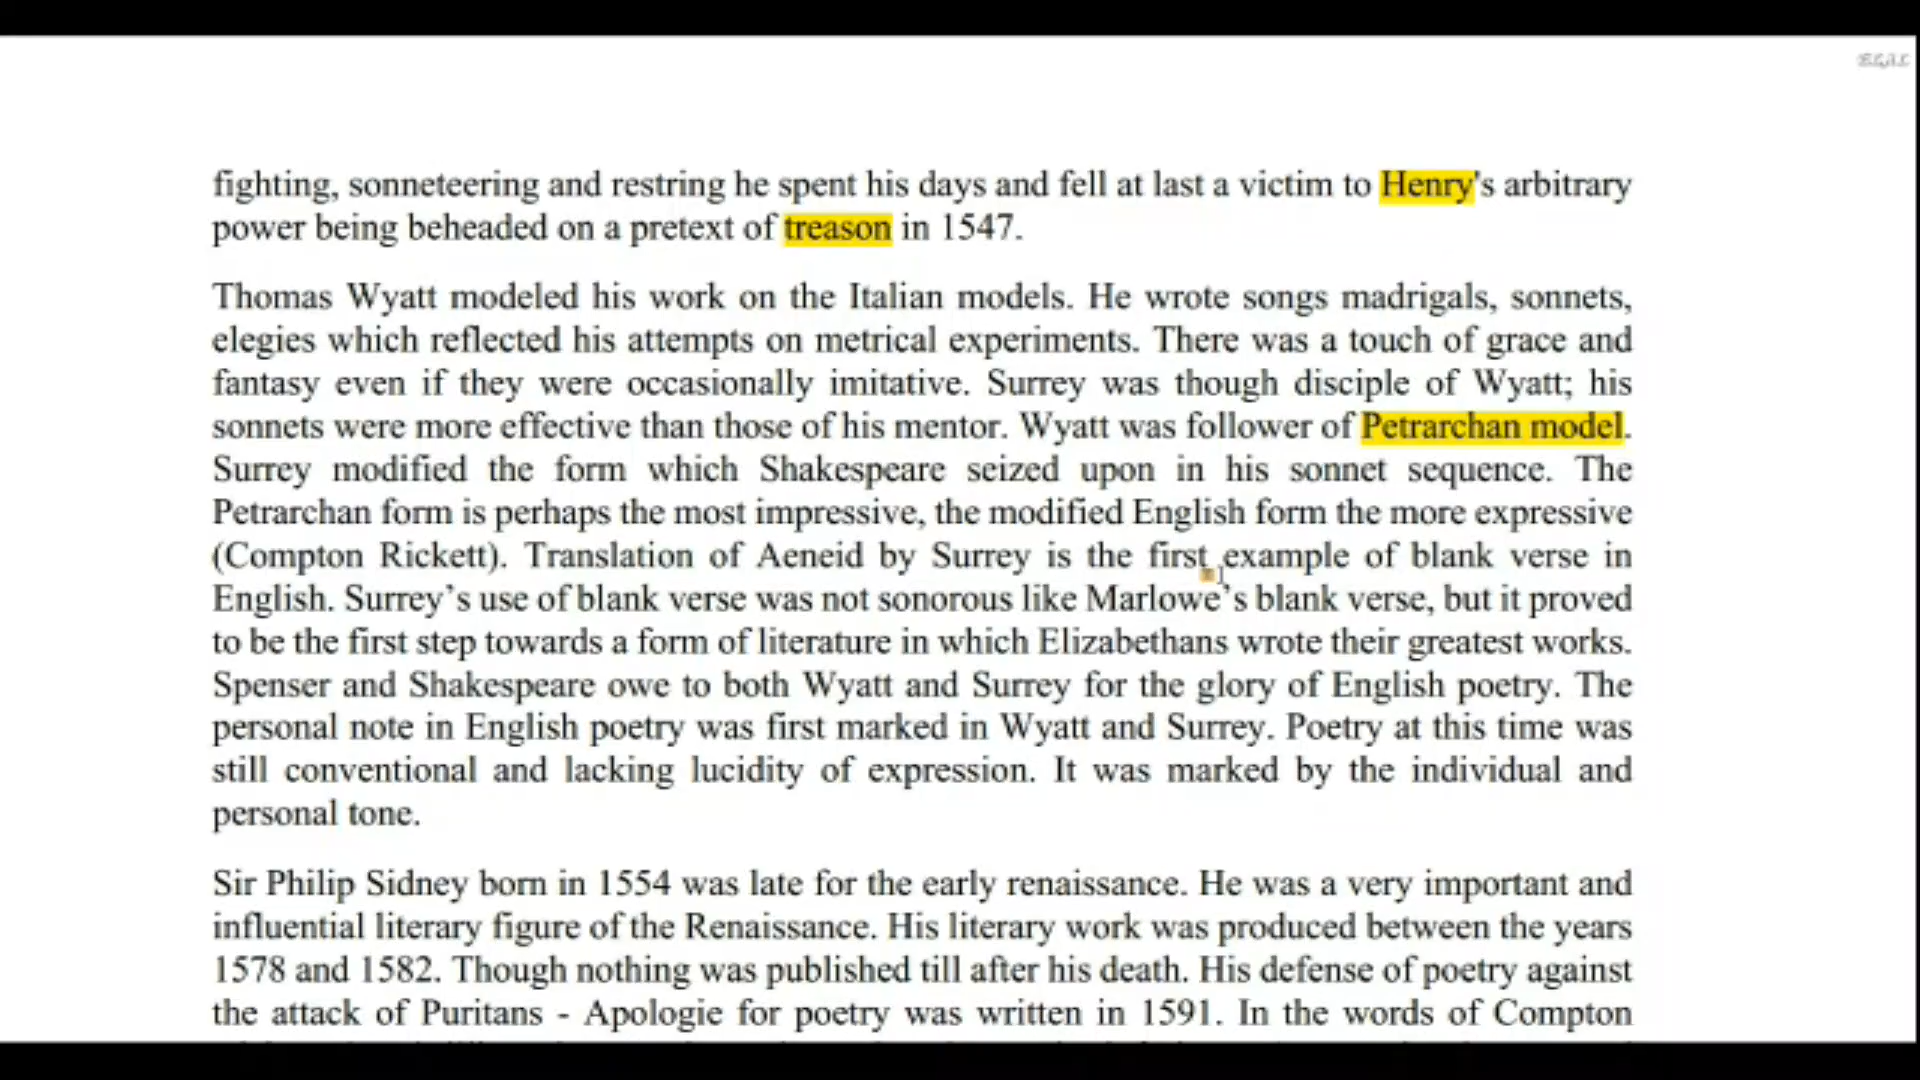 fighting, sonneteering and restring he spent his days and fell at last a victim to Henry's arbitrary
power being beheaded on a pretext of treason in 1547.
Thomas Wyatt modeled his work on the Italian models. He wrote songs madrigals, sonnets,
elegies which reflected his attempts on metrical experiments. There was a touch of grace and
fantasy even if they were occasionally imitative. Surrey was though disciple of Wyatt; his
sonnets were more effective than those of his mentor. Wyatt was follower of Petrarchan model.
Surrey modified the form which Shakespeare seized upon in his sonnet sequence. The
Petrarchan form is perhaps the most impressive, the modified English form the more expressive
(Compton Rickett). Translation of Aeneid by Surrey is the first example of blank verse in
English. Surrey’s use of blank verse was not sonorous like Marlowe’s blank verse, but it proved
to be the first step towards a form of literature in which Elizabethans wrote their greatest works.
Spenser and Shakespeare owe to both Wyatt and Surrey for the glory of English poetry. The
personal note in English poetry was first marked in Wyatt and Surrey. Poetry at this time was
still conventional and lacking lucidity of expression. It was marked by the individual and
personal tone.
Sir Philip Sidney born in 1554 was late for the early renaissance. He was a very important and
influential literary figure of the Renaissance. His literary work was produced between the years
1578 and 1582. Though nothing was published till after his death. His defense of poetry against
the attack of Puritans - Apologie for poetry was written in 1591. In the words of Compton